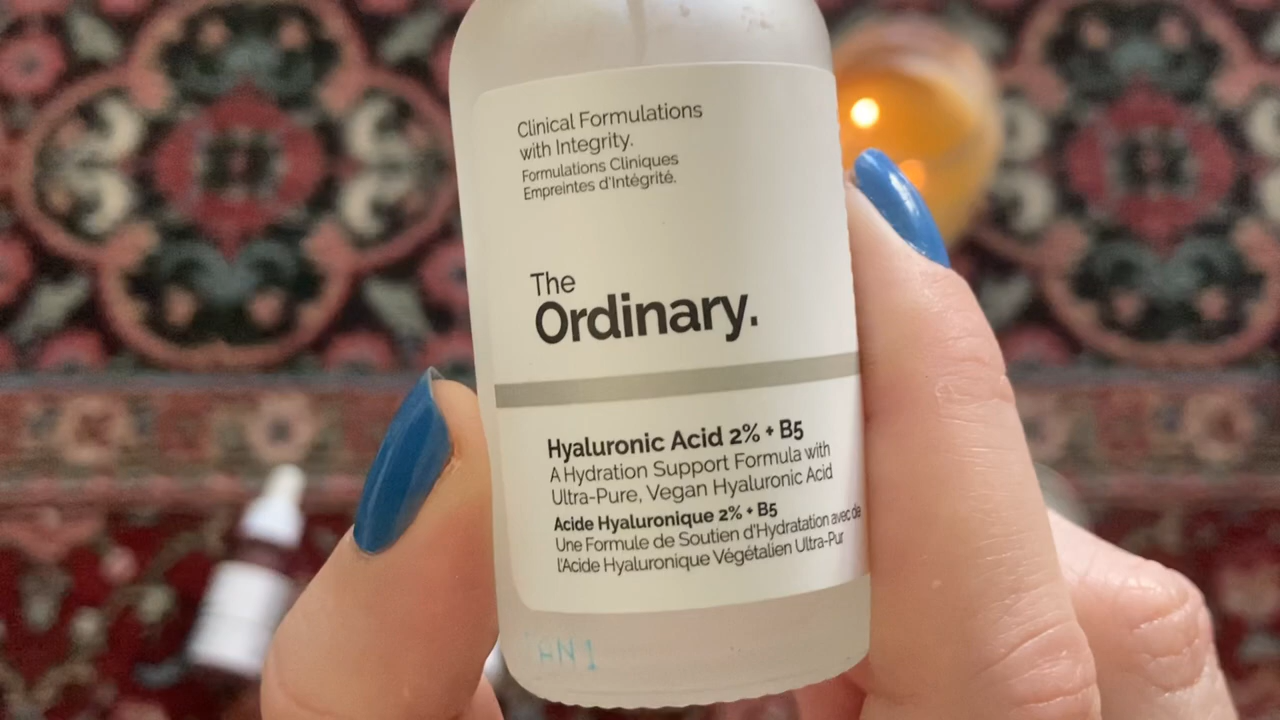 Clinical Formulations
with Integrity.
Formulations Cliniques
Empreintes d'Intégrité.
The
Ordinary.
Hyaluronic Acid 2% + B5
A Hydration Support Formula with
Ultra-Pure, Vegan Hyaluronic Acid
Acide Hyaluronique 2% + B5
Une Formule de Soutien d'Hydratation avec de
l'Acide Hyaluronique Végétalien Ultra-Pur